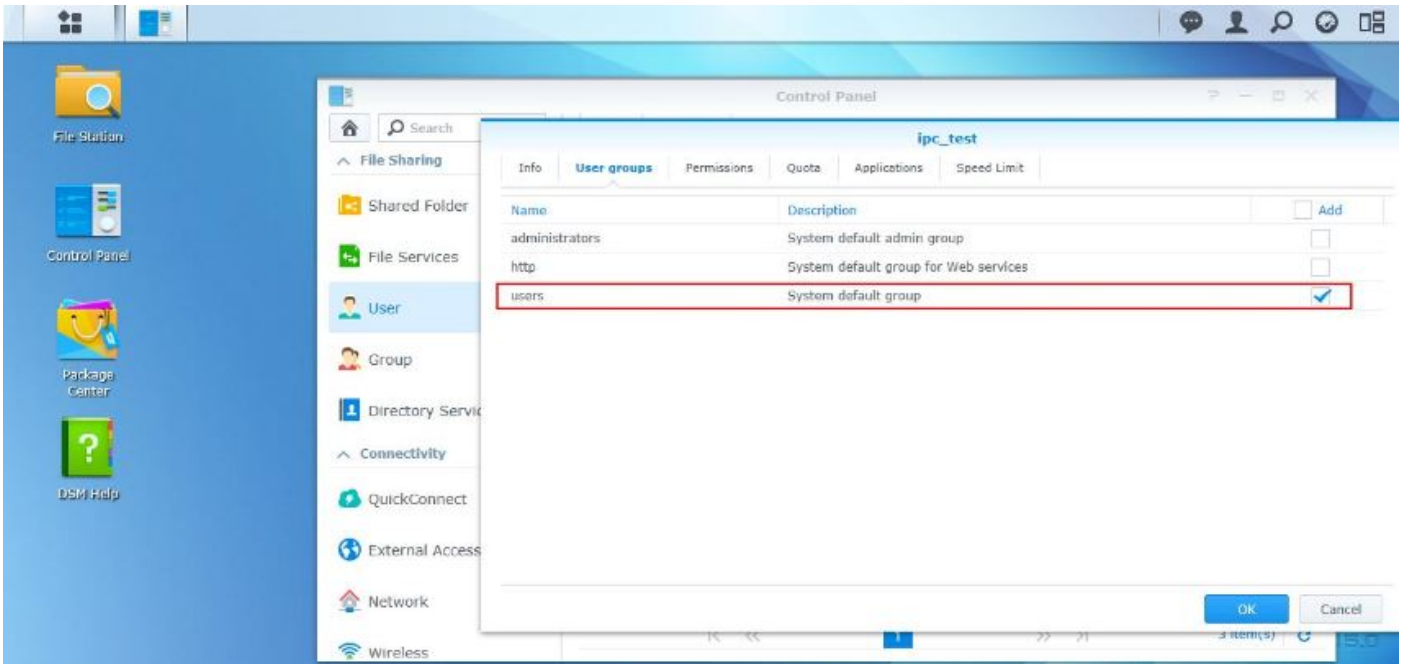 Control Panel
File Station
Search
ipc_test
File Sharing
Info User groups Permissions Quota Applications Speed Limit
Shared Folder
Name Description Add
administrators System default admin group
Control Panel
File Services
http System default group for Web services
users System default group
User
Group
Package
Center
Directory Servic
Connectivity
DSM Help
QuickConnect
External Access
Network
OK Cancel
1
3 item(s)
Wireless